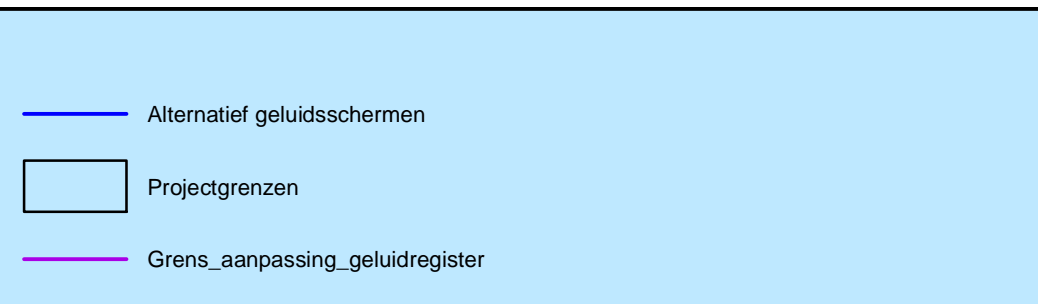 Alternatief geluidsschermen
Projectgrenzen
Grens_aanpassing_geluidregister